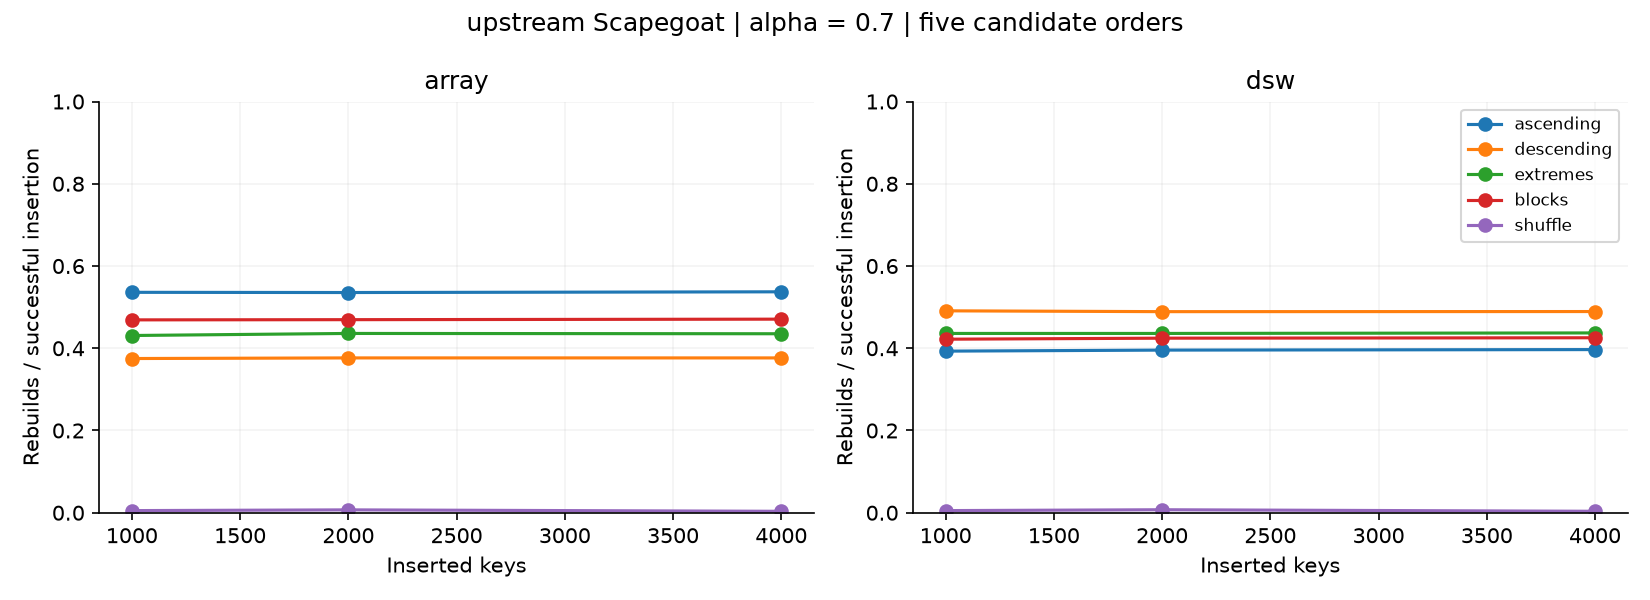 upstream Scapegoat | alpha = 0.7 | five candidate orders
array
1.0
0.8
0.6
0.4
0.2
0.0
Rebuilds / successful insertion
1000 1500 2000 2500 3000 3500 4000
Inserted keys
dsw
1.0
0.8
0.6
0.4
0.2
0.0
Rebuilds / successful insertion
ascending
descending
extremes
blocks
shuffle
1000 1500 2000 2500 3000 3500 4000
Inserted keys